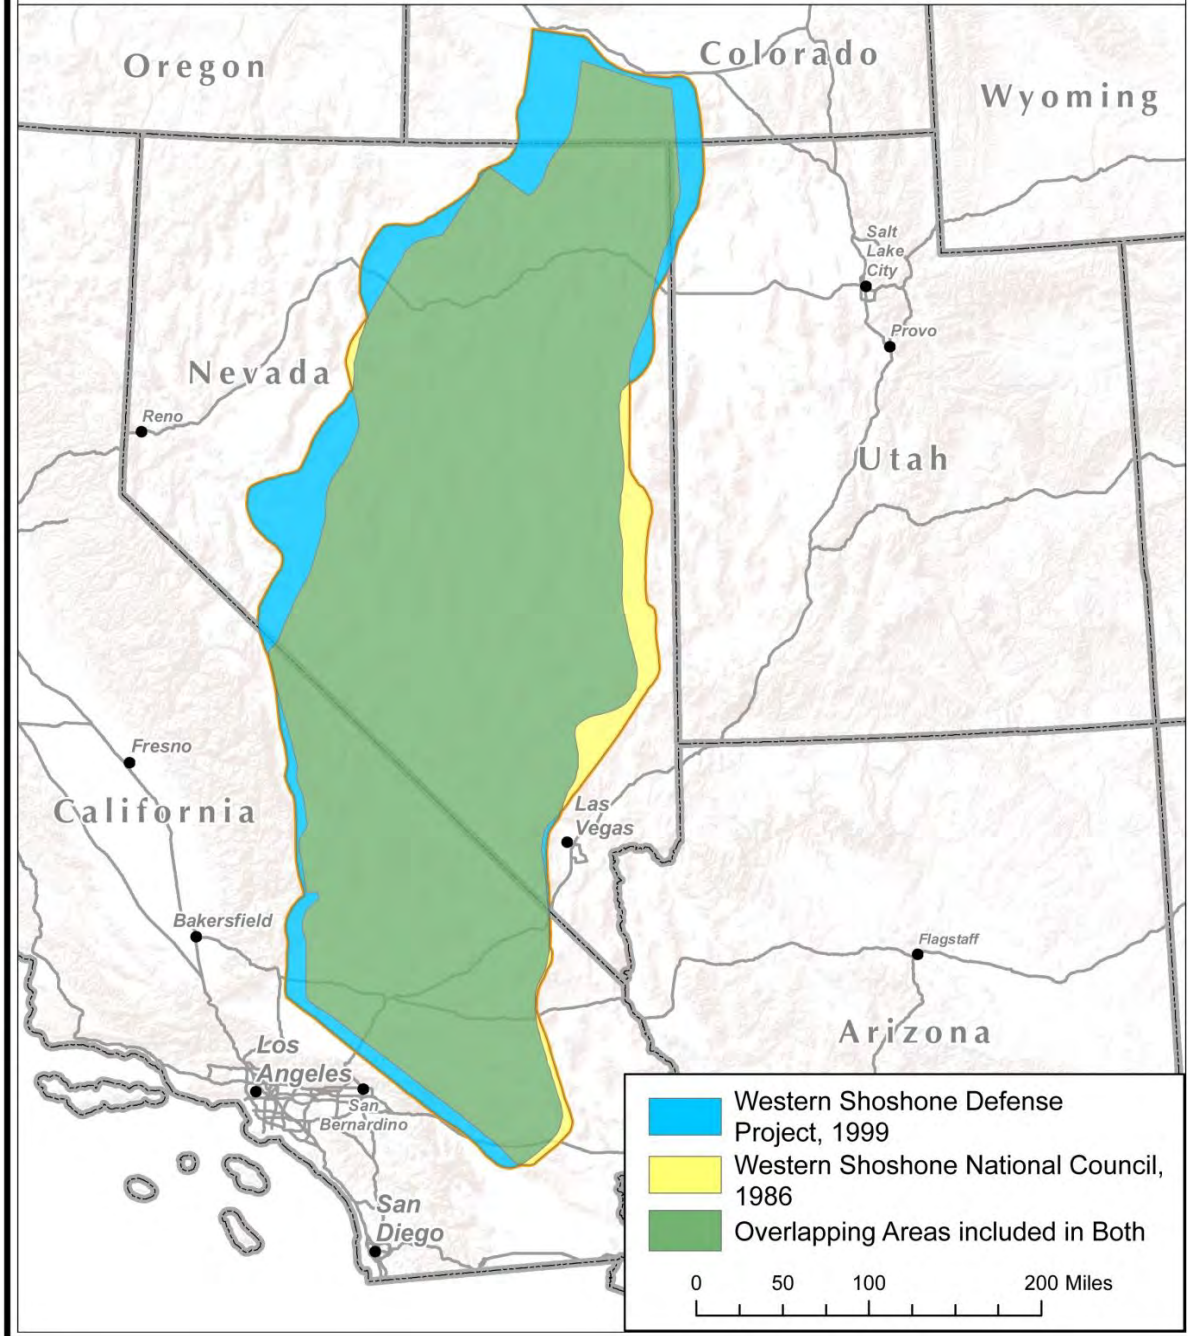 Oregon
Colorado
Wyoming
Salt
Lake
City
Provo
Nevada
Reno
Utah
Fresno
California
Las
Vegas
Bakersfield
Flagstaff
Arizona
Los
Angeles
San
Bernardino
San
Diego
Western Shoshone Defense
Project, 1999
Western Shoshone National Council,
1986
Overlapping Areas included in Both
0 50 100 200 Miles